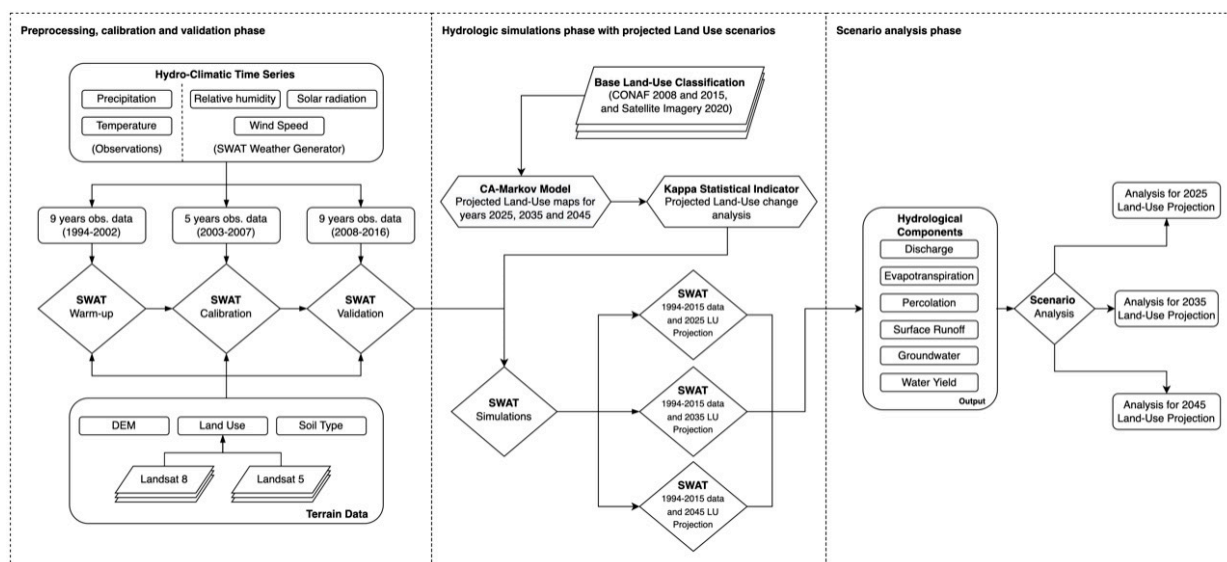 Preprocessing, calibration and validation phase
Hydro-Climatic Time Series
Precipitation
Relative humidity
Solar radiation
Temperature
Wind Speed
(Observations)
(SWAT Weather Generator)
9 years obs. data
(1994-2002)
5 years obs. data
(2003-2007)
9 years obs. data
(2008-2016)
SWAT
Warm-up
SWAT
Calibration
SWAT
Validation
DEM
Land Use
Soil Type
Landsat 8
Landsat 5
Terrain Data
Hydrologic simulations phase with projected Land Use scenarios
Base Land-Use Classification
(CONAF 2008 and 2015,
and Satellite Imagery 2020)
CA-Markov Model
Projected Land-Use maps for
years 2025, 2035 and 2045
Kappa Statistical Indicator
Projected Land-Use change
analysis
SWAT
Simulations
SWAT
1994-2015 data
and 2025 LU
Projection
SWAT
1994-2015 data
and 2035 LU
Projection
SWAT
1994-2015 data
and 2045 LU
Projection
Scenario analysis phase
Hydrological
Components
Discharge
Evapotranspiration
Percolation
Surface Runoff
Groundwater
Water Yield
Output
Scenario
Analysis
Analysis for 2025
Land-Use Projection
Analysis for 2035
Land-Use Projection
Analysis for 2045
Land-Use Projection